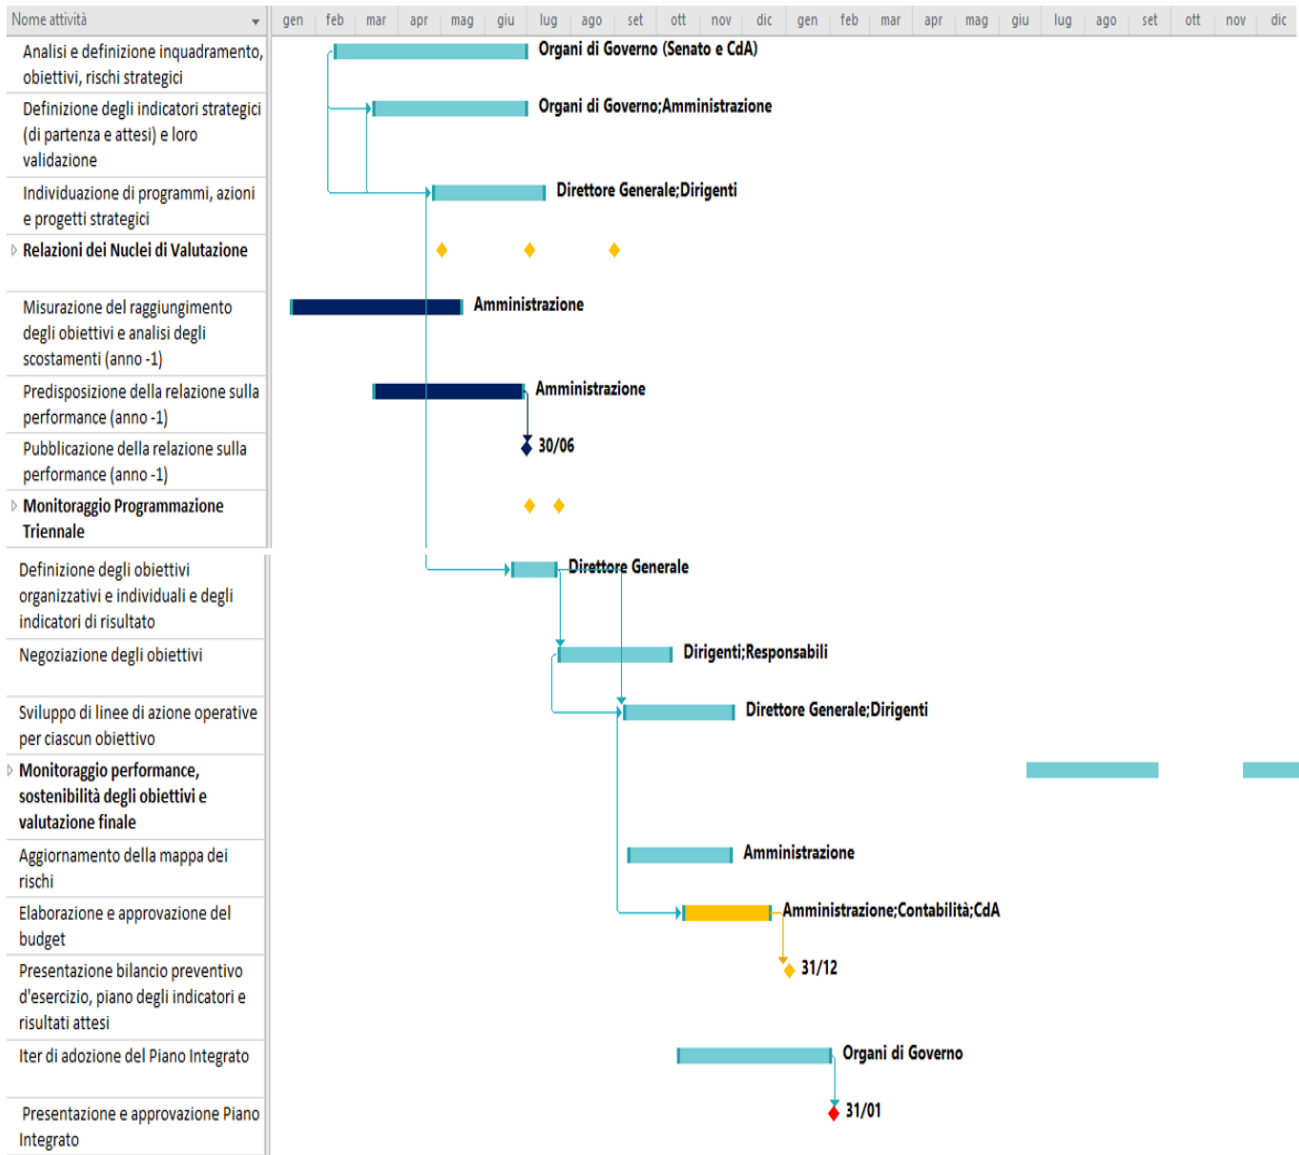 Nome attività gen feb mar apr mag giu lug ago set ott nov dic gen feb mar apr mag giu lug ago set ott nov dic
Analisi e definizione inquadramento,
obiettivi, rischi strategici
Organi di Governo (Senato e CdA)
Definizione degli indicatori strategici
(di partenza e attesi) e loro
validazione
Organi di Governo;Amministrazione
Individuazione di programmi, azioni
e progetti strategici
Direttore Generale;Dirigenti
Relazioni dei Nuclei di Valutazione
Misurazione del raggiungimento
degli obiettivi e analisi degli
scostamenti (anno -1)
Amministrazione
Predisposizione della relazione sulla
performance (anno -1)
Amministrazione
Pubblicazione della relazione sulla
performance (anno -1)
30/06
Monitoraggio Programmazione
Triennale
Definizione degli obiettivi
organizzativi e individuali e degli
indicatori di risultato
Direttore Generale
Negoziazione degli obiettivi
Dirigenti;Responsabili
Sviluppo di linee di azione operative
per ciascun obiettivo
Direttore Generale;Dirigenti
Monitoraggio performance,
sostenibilità degli obiettivi e
valutazione finale
Aggiornamento della mappa dei
rischi
Amministrazione
Elaborazione e approvazione del
budget
Amministrazione;Contabilità;CdA
Presentazione bilancio preventivo
d'esercizio, piano degli indicatori e
risultati attesi
31/12
Iter di adozione del Piano Integrato
Organi di Governo
Presentazione e approvazione Piano
Integrato
31/01